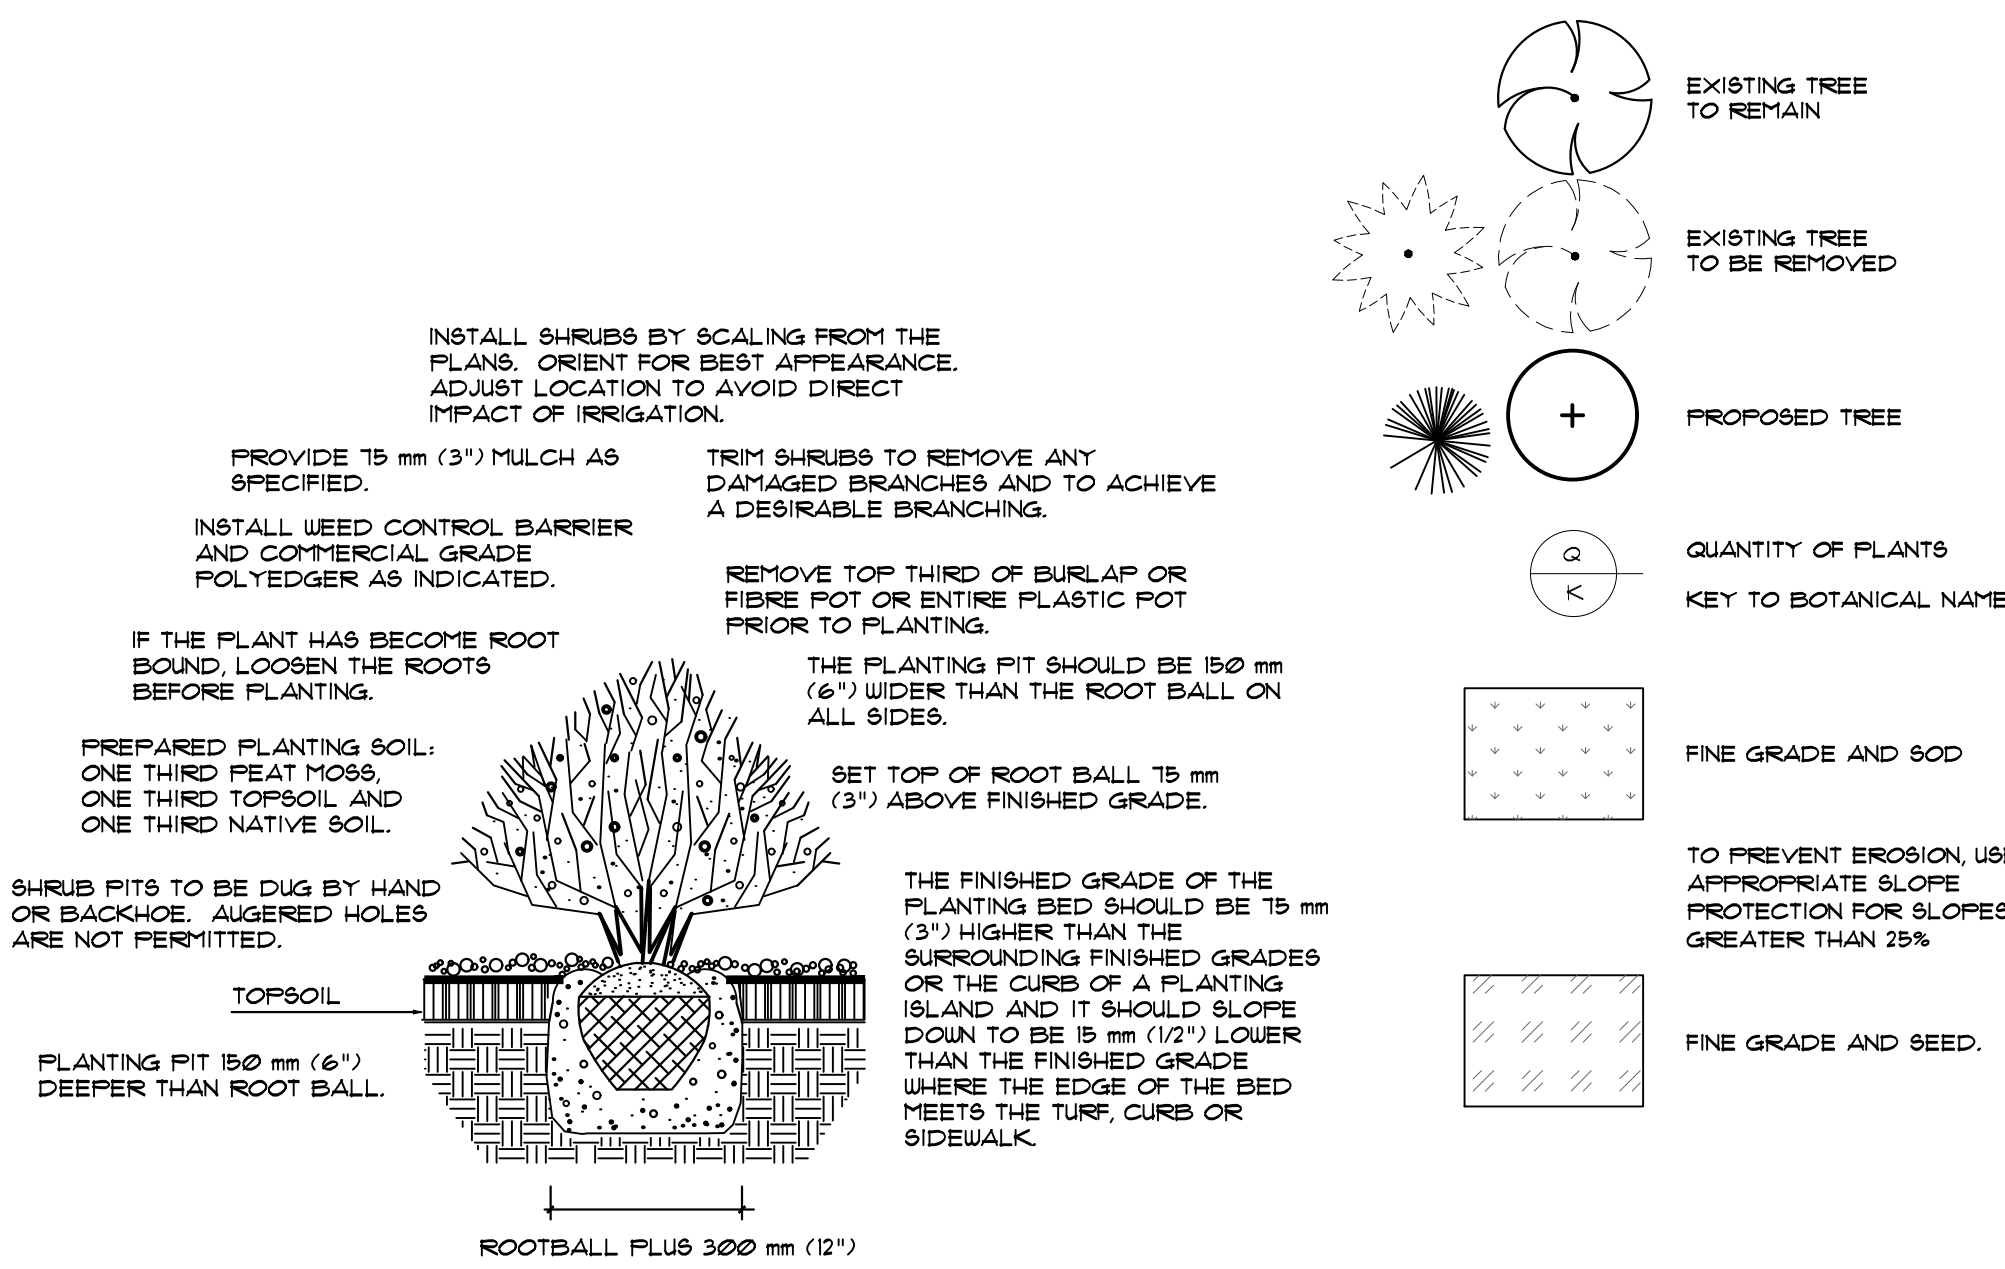 INSTALL SHRUBS BY SCALING FROM THE
PLANS. ORIENT FOR BEST APPEARANCE.
ADJUST LOCATION TO AVOID DIRECT
IMPACT OF IRRIGATION.
PROVIDE 75 mm (3") MULCH AS
SPECIFIED.
TRIM SHRUBS TO REMOVE ANY
DAMAGED BRANCHES AND TO ACHIEVE
A DESIRABLE BRANCHING.
INSTALL WEED CONTROL BARRIER
AND COMMERCIAL GRADE
POLYEDGER AS INDICATED.
REMOVE TOP THIRD OF BURLAP OR
FIBRE POT OR ENTIRE PLASTIC POT
PRIOR TO PLANTING.
IF THE PLANT HAS BECOME ROOT
BOUND, LOOSEN THE ROOTS
BEFORE PLANTING.
THE PLANTING PIT SHOULD BE 150 mm
(6") WIDER THAN THE ROOT BALL ON
ALL SIDES.
PREPARED PLANTING SOIL:
ONE THIRD PEAT MOSS,
ONE THIRD TOPSOIL AND
ONE THIRD NATIVE SOIL.
SET TOP OF ROOT BALL 75 mm
(3") ABOVE FINISHED GRADE.
SHRUB PITS TO BE DUG BY HAND
OR BACKHOE. AUGERED HOLES
ARE NOT PERMITTED.
THE FINISHED GRADE OF THE
PLANTING BED SHOULD BE 75 mm
(3") HIGHER THAN THE
SURROUNDING FINISHED GRADES
OR THE CURB OF A PLANTING
ISLAND AND IT SHOULD SLOPE
DOWN TO BE 15 mm (1/2") LOWER
THAN THE FINISHED GRADE
WHERE THE EDGE OF THE BED
MEETS THE TURF, CURB OR
SIDEWALK.
TOPSOIL
PLANTING PIT 150 mm (6")
DEEPER THAN ROOT BALL.
ROOTBALL PLUS 300 mm (12")
EXISTING TREE
TO REMAIN
EXISTING TREE
TO BE REMOVED
PROPOSED TREE
Q
QUANTITY OF PLANTS
K
KEY TO BOTANICAL NAME
FINE GRADE AND SOD
TO PREVENT EROSION, USE
APPROPRIATE SLOPE
PROTECTION FOR SLOPES
GREATER THAN 25%
FINE GRADE AND SEED.